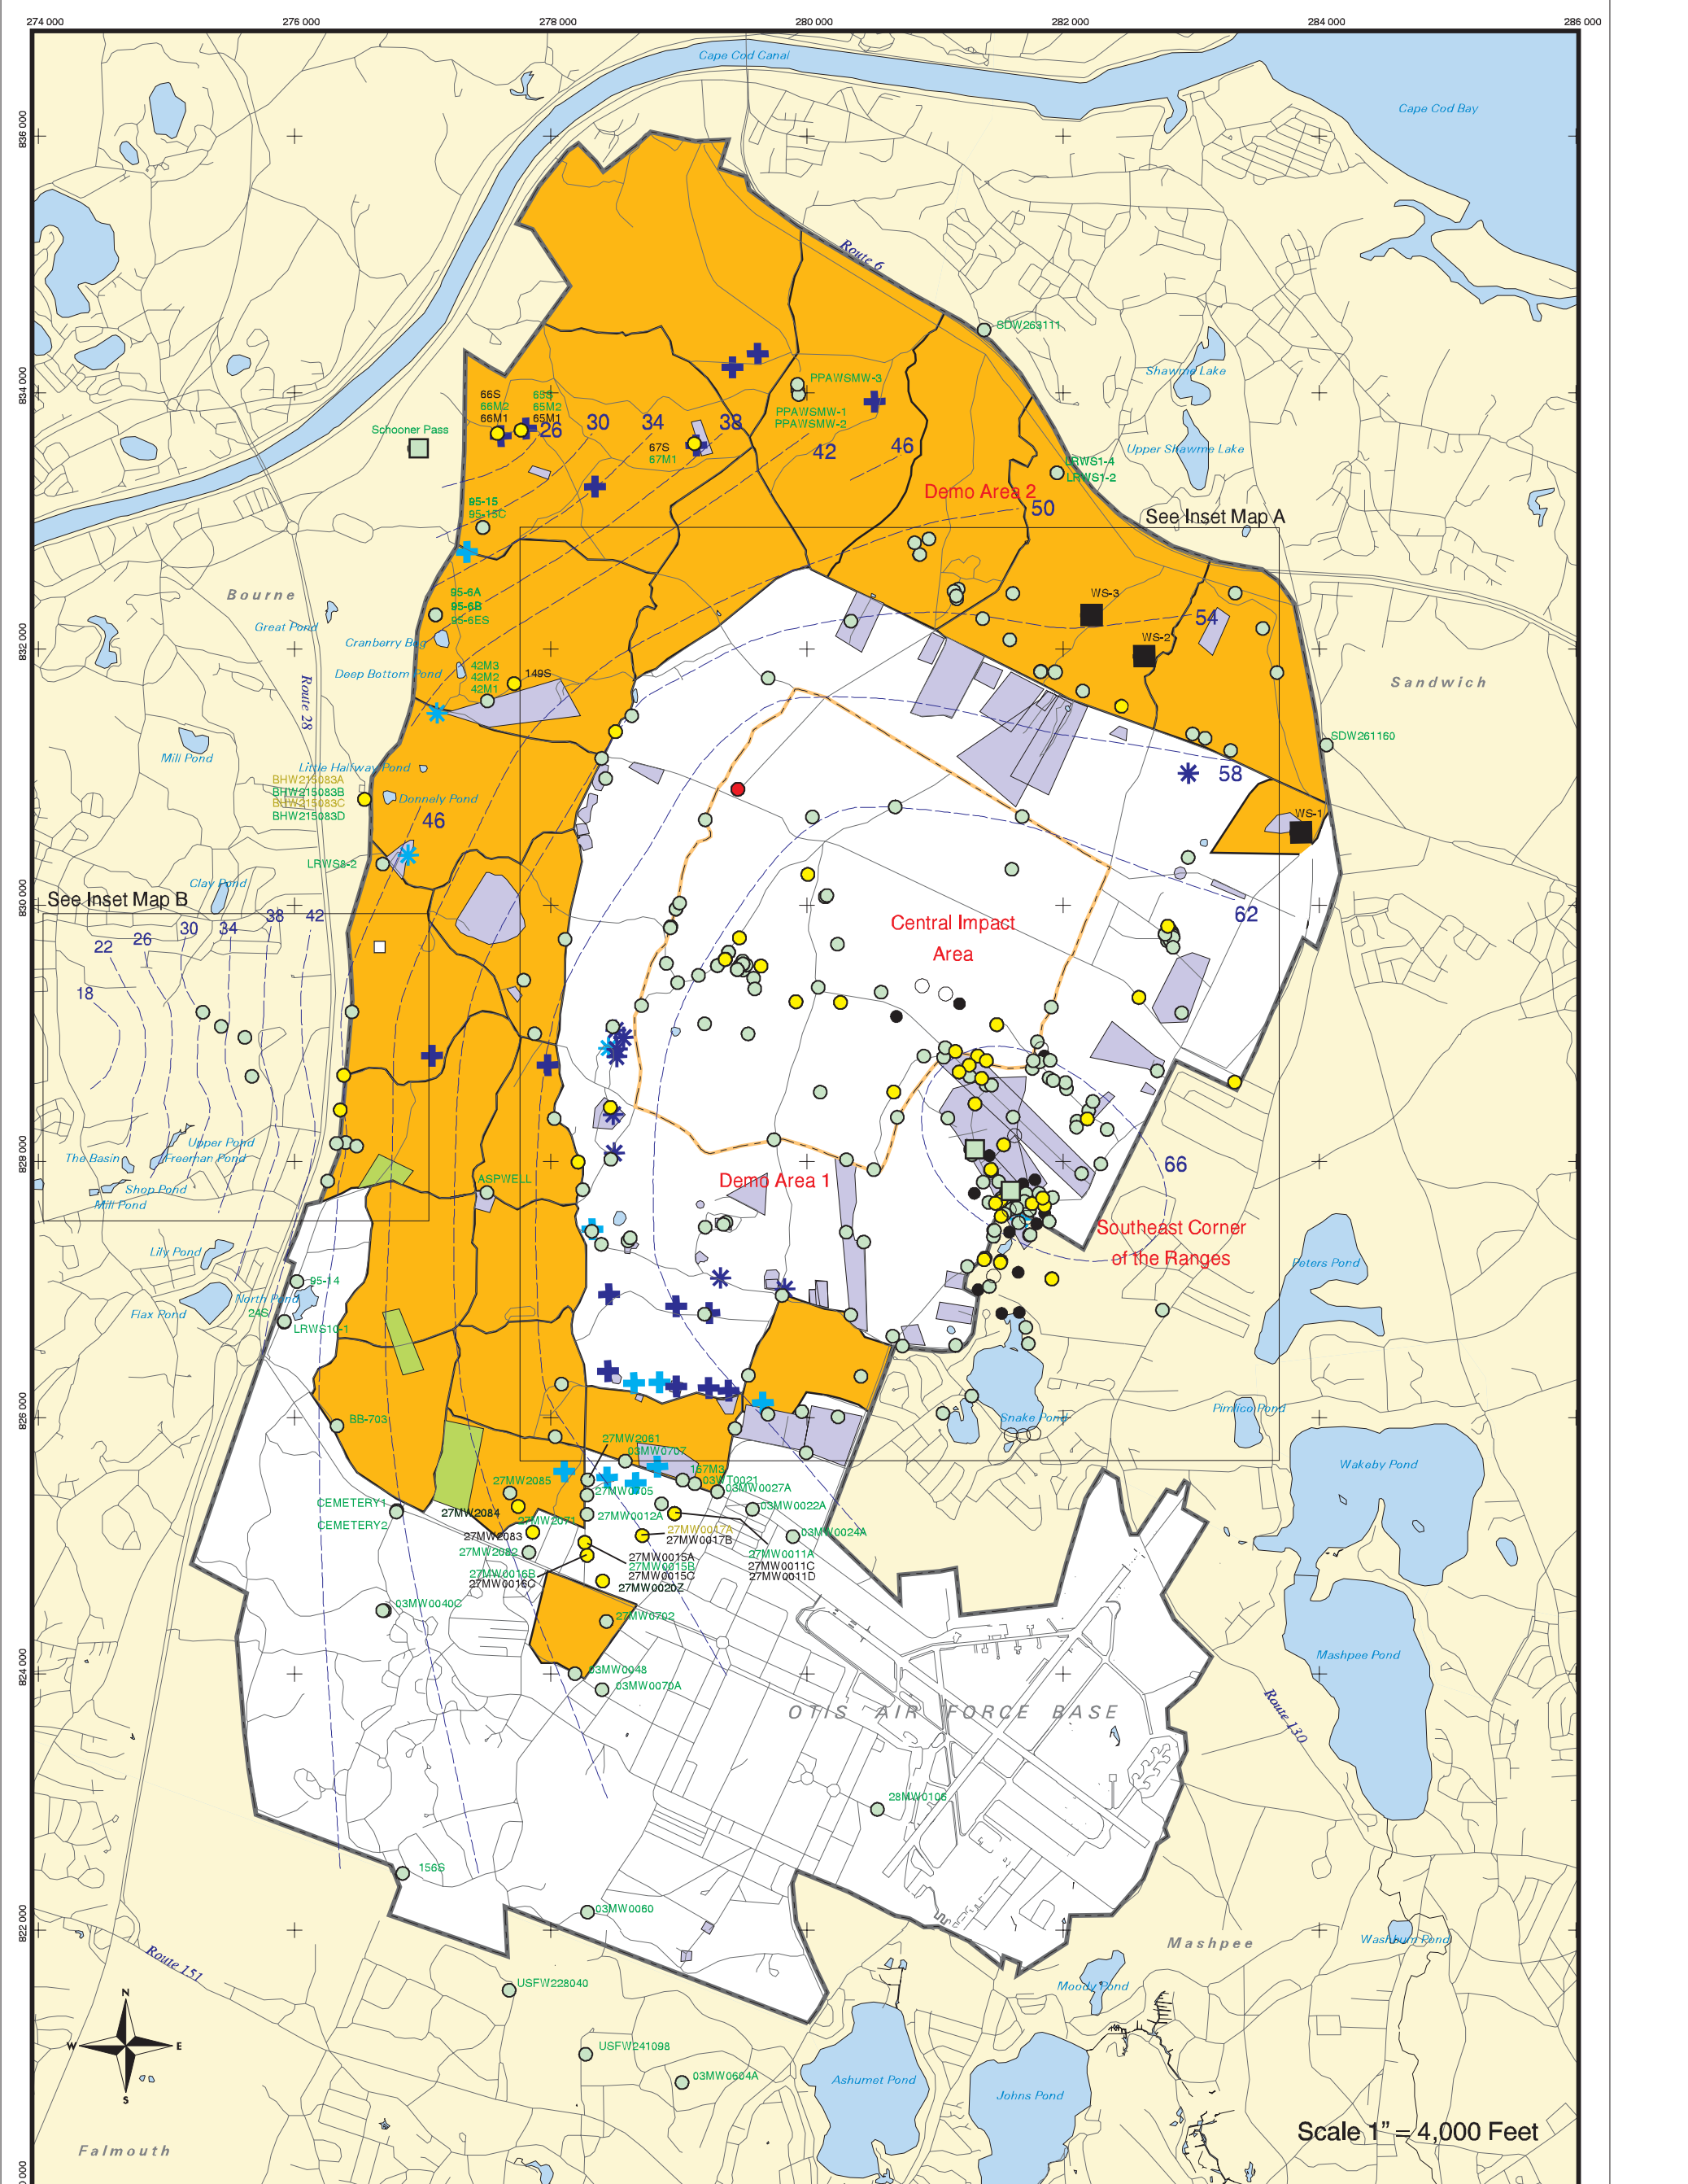 274 000
276 000
278 000
280 000
282 000
284 000
286 000
Cape Cod Canal
Cape Cod Bay
836 000
Route 6
SDW263111
Shawme Lake
834 000
PPAWSMW-3
66S
66M2
66M1
65S
65M2
65M1
PPAWSMW-1
PPAWSMW-2
26
30
34
38
42
46
Schooner Pass
67S
67M1
Upper Shawme Lake
LRWS1-4
LRWS1-2
Demo Area 2
50
95-15
95-15C
See Inset Map A
Bourne
95-6A
95-6B
95-6ES
WS-3
54
Great Pond
Cranberry Bog
WS-2
832 000
Deep Bottom Pond
42M3
42M2
42M1
149S
Sandwich
Route 28
SDW261160
Mill Pond
Little Halfway Pond
58
BHW215083A
BHW215083B
BHW215083C
BHW215083D
Donnely Pond
46
WS-1
LRWS8-2
Clay Pond
830 000
See Inset Map B
18
22
26
30
34
38
42
62
Central Impact
Area
828 000
Upper Pond
The Basin
Freeman Pond
Shop Pond
Mill Pond
ASPWELL
Demo Area 1
66
Southeast Corner
of the Ranges
Lily Pond
Peters Pond
95-14
North Pond
Flax Pond
24S
LRWS10-1
826 000
BB-703
Snake Pond
Pimlico Pond
27MW2061
03MW0707
Wakeby Pond
167M3
03WT0021
27MW2085
27MW0705
03MW0027A
CEMETERY1
27MW2084
27MW2071
27MW0012A
03MW0022A
CEMETERY2
27MW2083
27MW0017A
27MW0017B
03MW0024A
27MW2082
27MW0015A
27MW0015B
27MW0015C
27MW0011A
27MW0011C
27MW0011D
27MW0016B
27MW0016C
27MW0020Z
03MW0040C
27MW0702
Mashpee Pond
824 000
03MW0048
03MW0070A
OTIS AIR FORCE BASE
Route 130
28MW0106
156S
03MW0060
822 000
Mashpee
Washburn Pond
Route 151
USFW228040
Moody Pond
N
W
E
S
USFW241098
03MW0604A
Ashumet Pond
Johns Pond
Scale 1” = 4,000 Feet
Falmouth